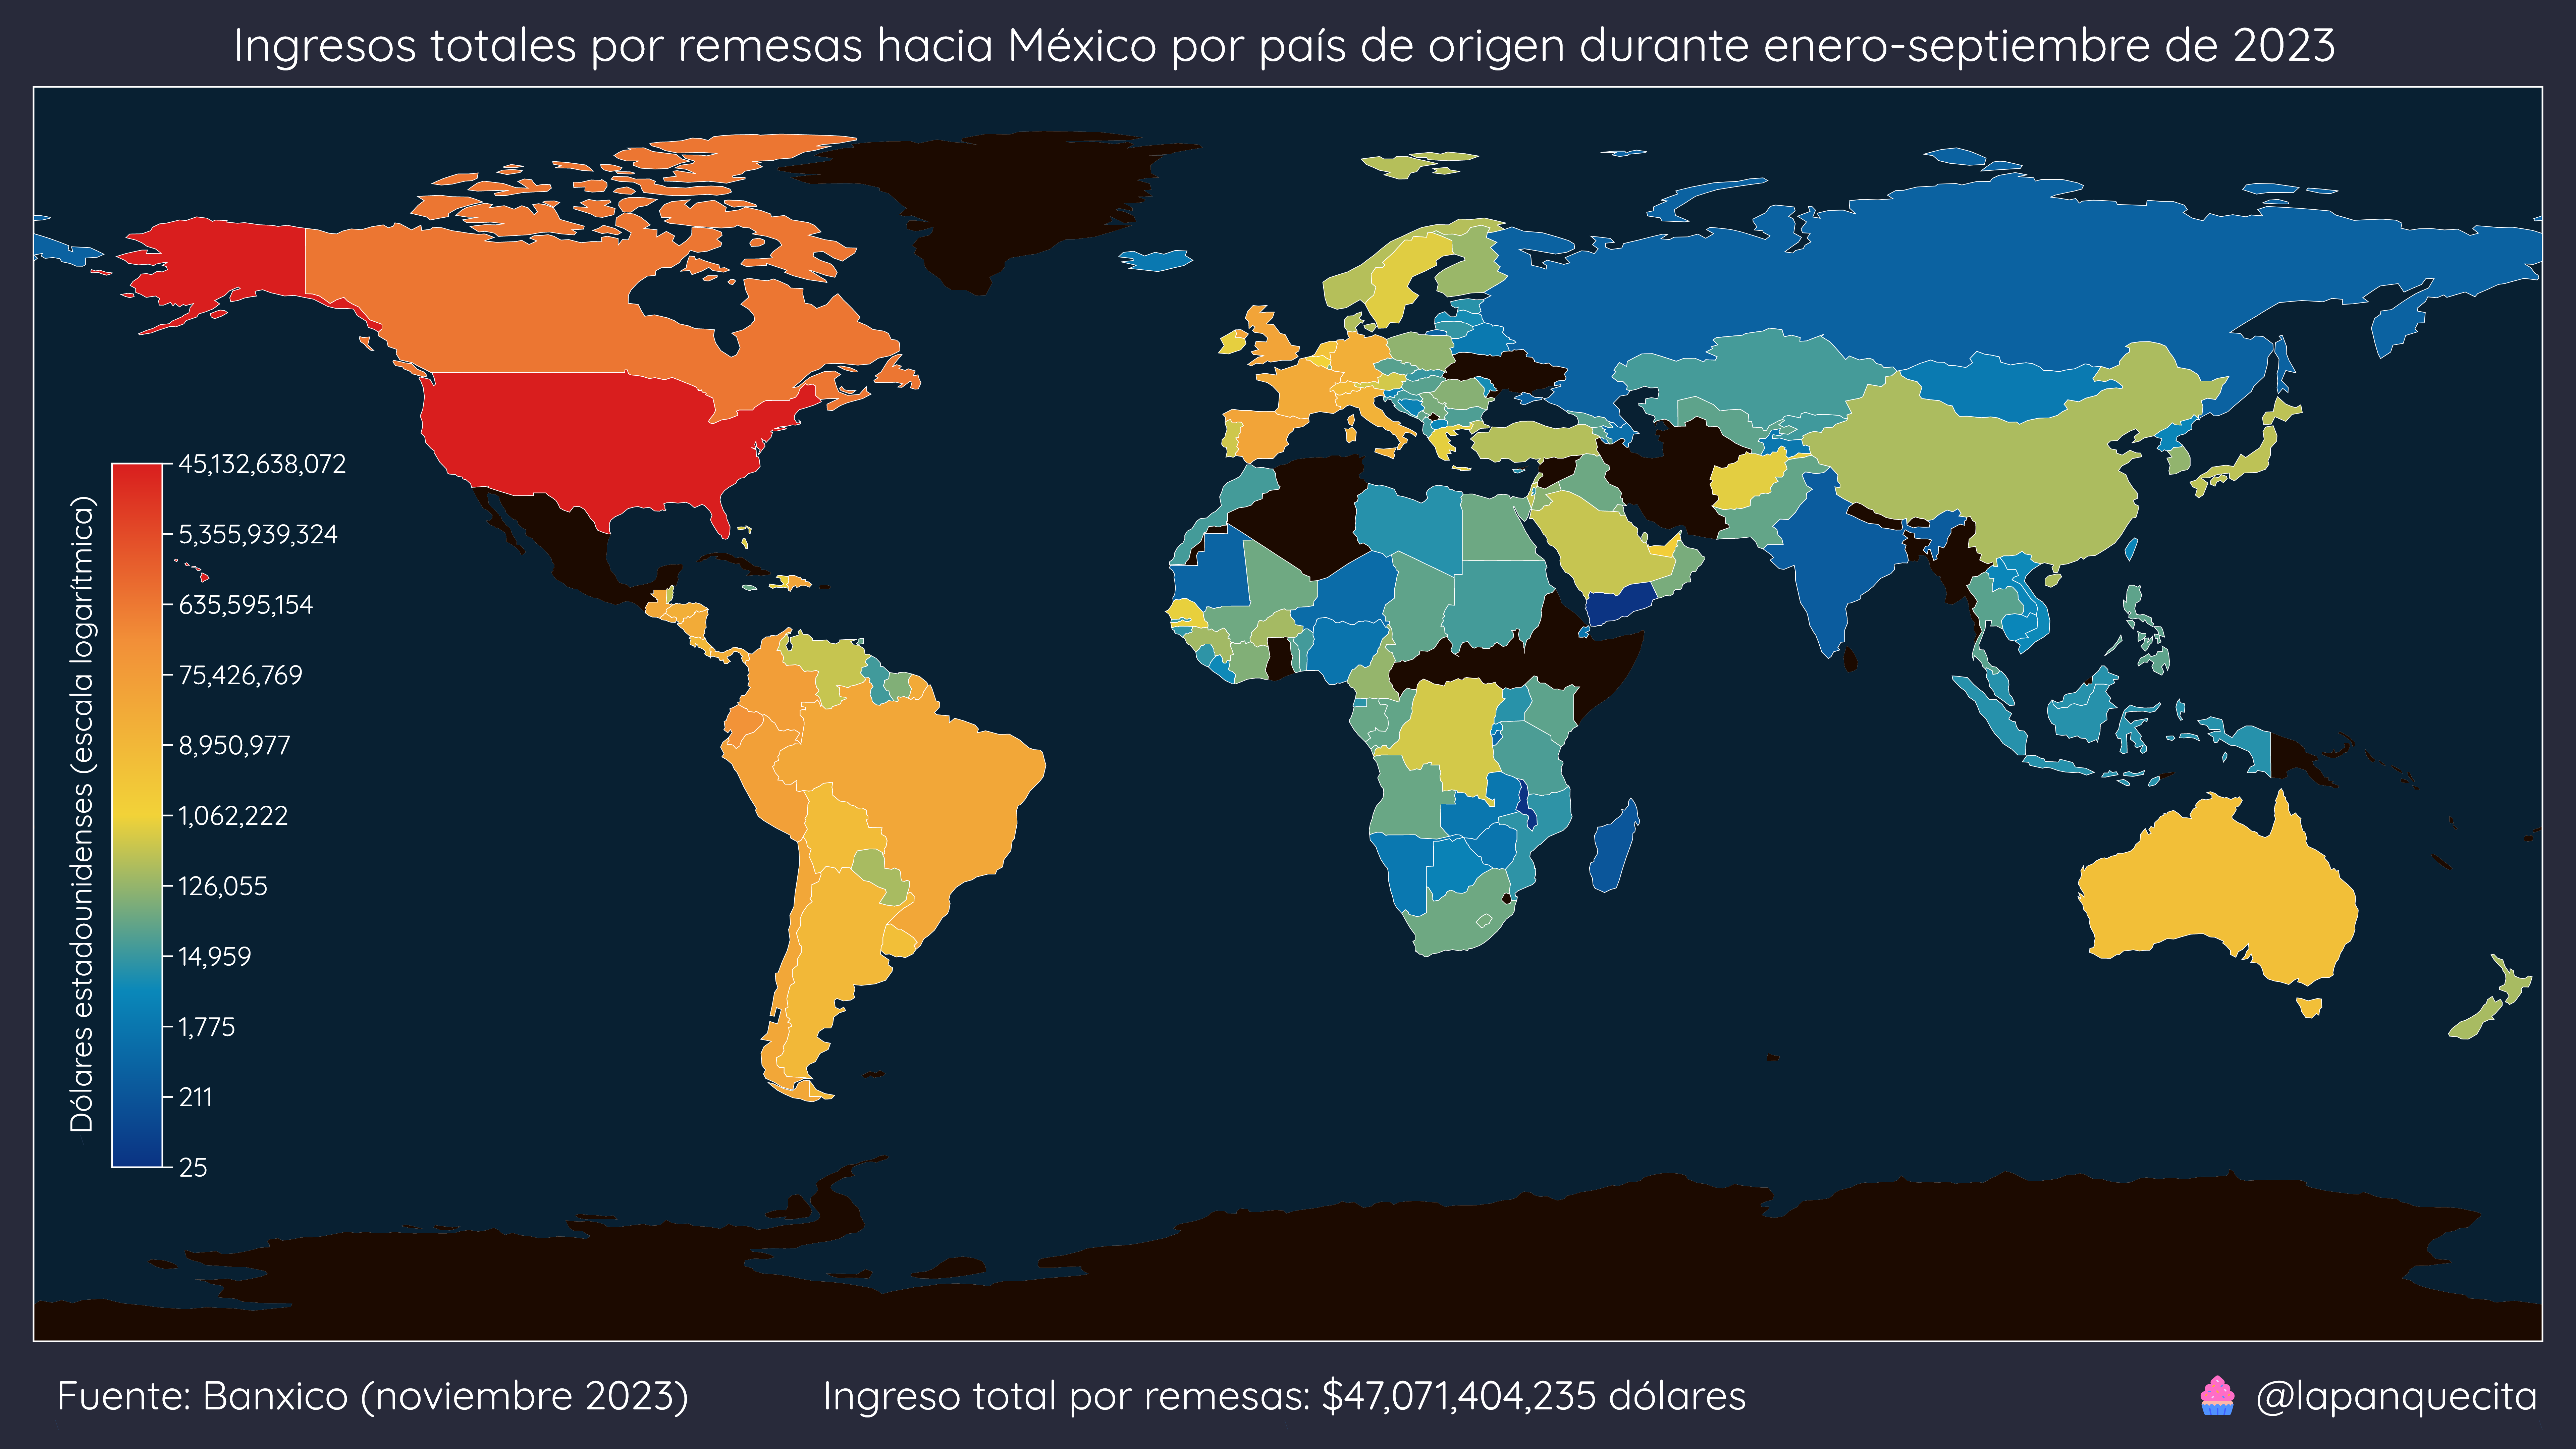 Ingresos totales por remesas hacia México por país de origen durante enero-septiembre de 2023
Dólares estadounidenses (escala logarítmica)
45,132,638,072
5,355,939,324
635,595,154
75,426,769
8,950,977
1,062,222
126,055
14,959
1,775
211
25
Fuente: Banxico (noviembre 2023)
Ingreso total por remesas: $47,071,404,235 dólares
@lapanquecita